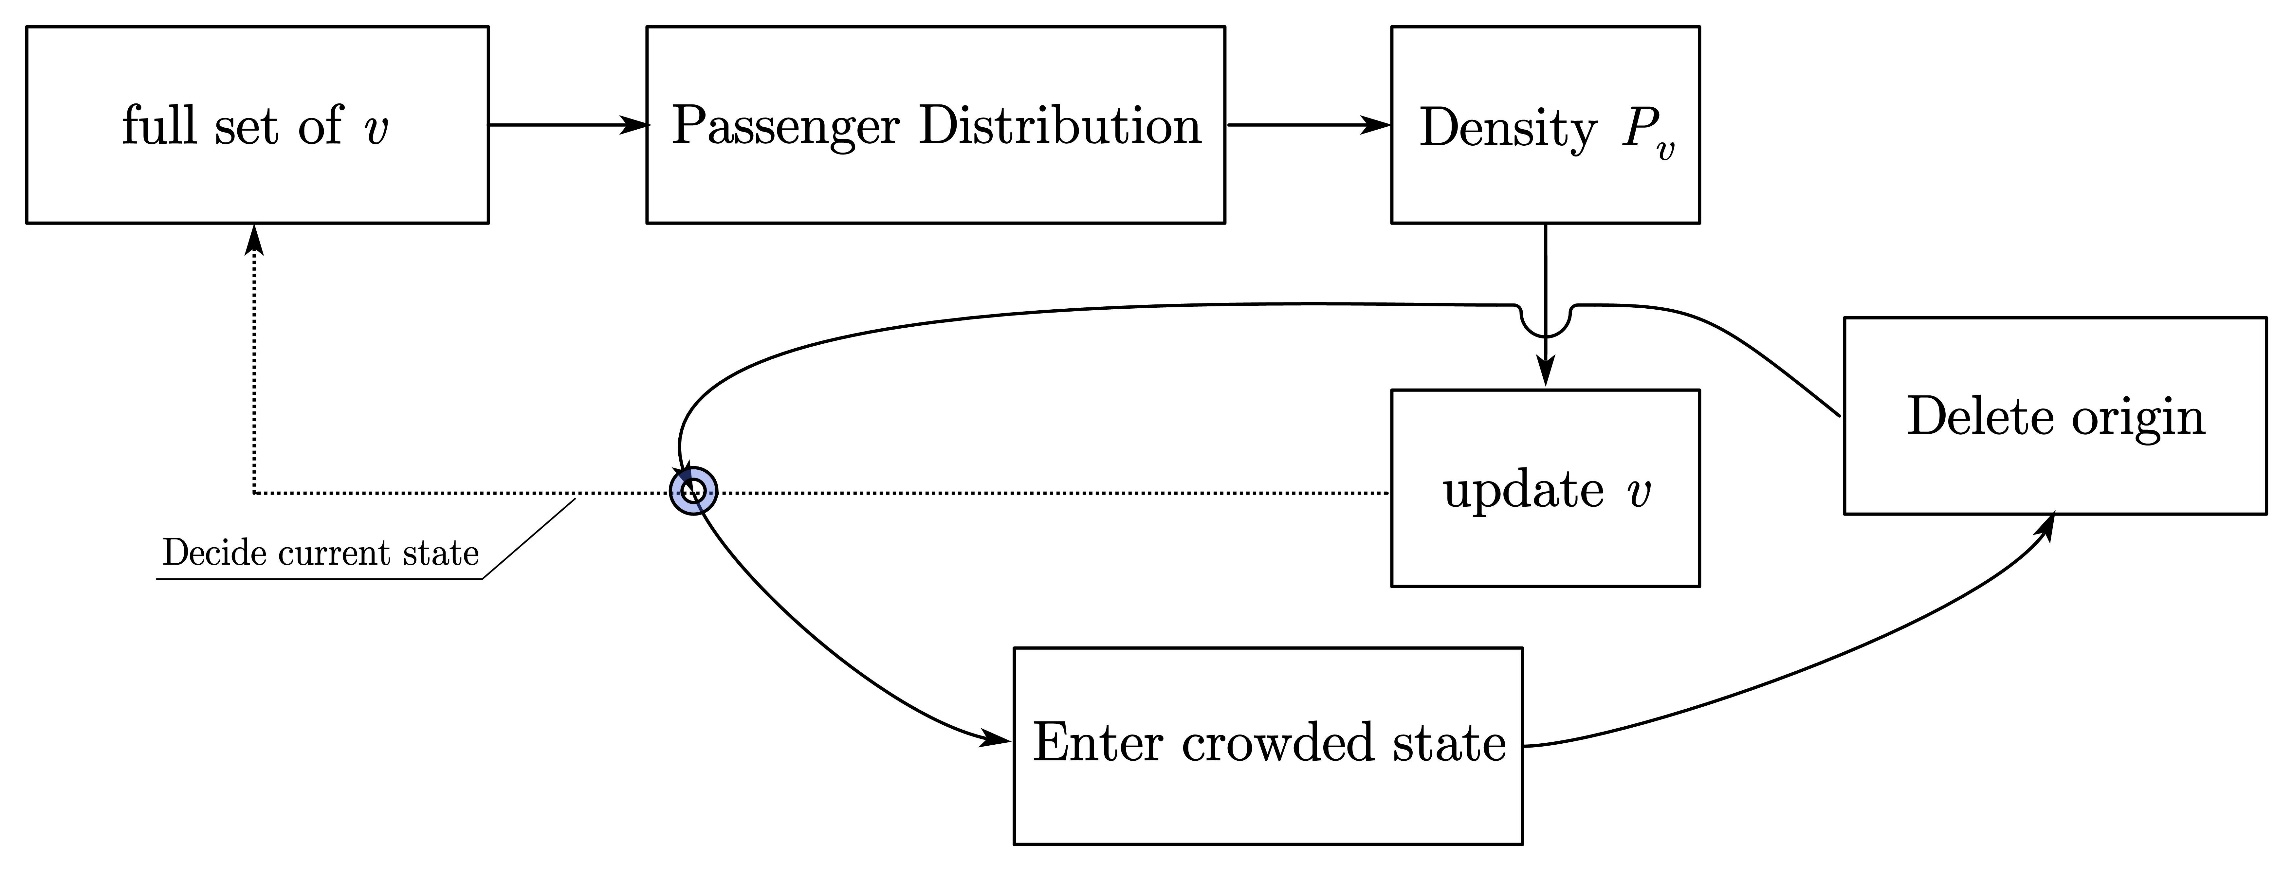 full set of v
Passenger Distribution
Density P_v
Delete origin
update v
Decide current state
Enter crowded state